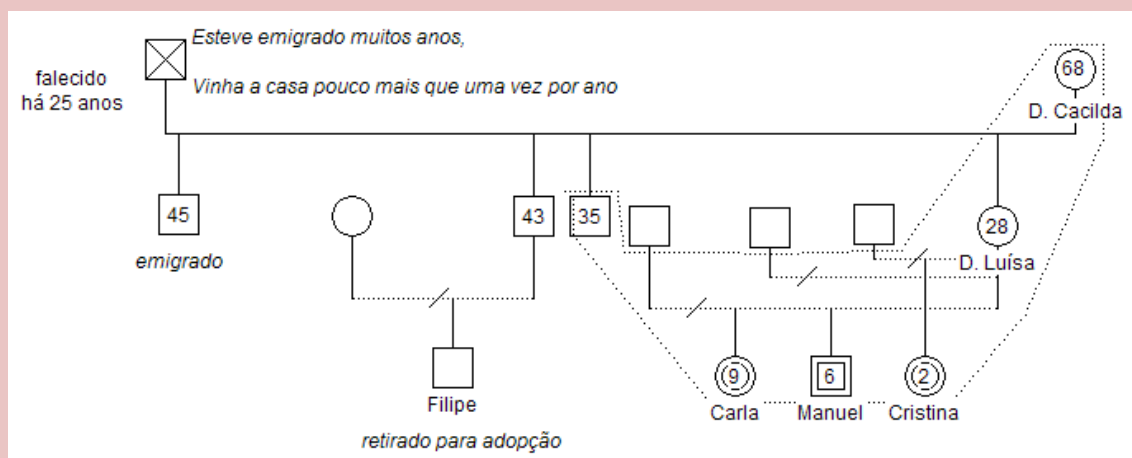 Esteve emigrado muitos anos,
falecido
há 25 anos
Vinha a casa pouco mais que uma vez por ano
68
D. Cacilda
45
43
35
28
emigrado
D. Luísa
9
6
2
Filipe
Carla
Manuel
Cristina
retirado para adopção